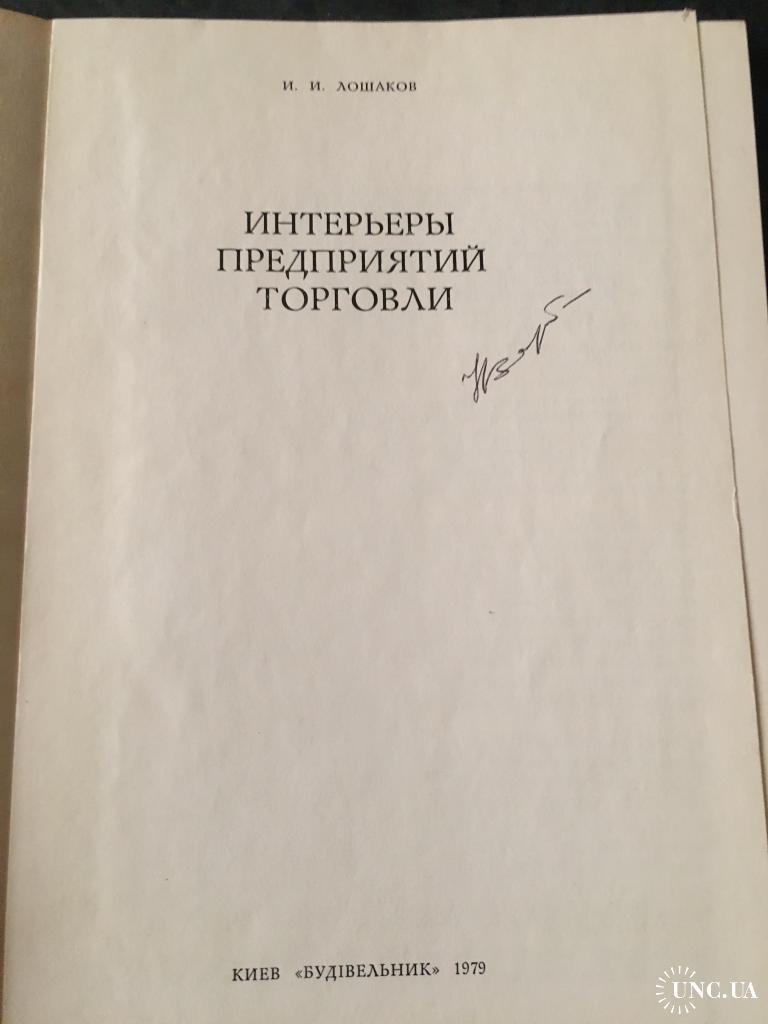 И. И. ЛОШАКОВ
ИНТЕРЬЕРЫ
ПРЕДПРИЯТИЙ
ТОРГОВЛИ
КИЕВ «БУДІВЕЛЬНИК» 1979
UNC.UA